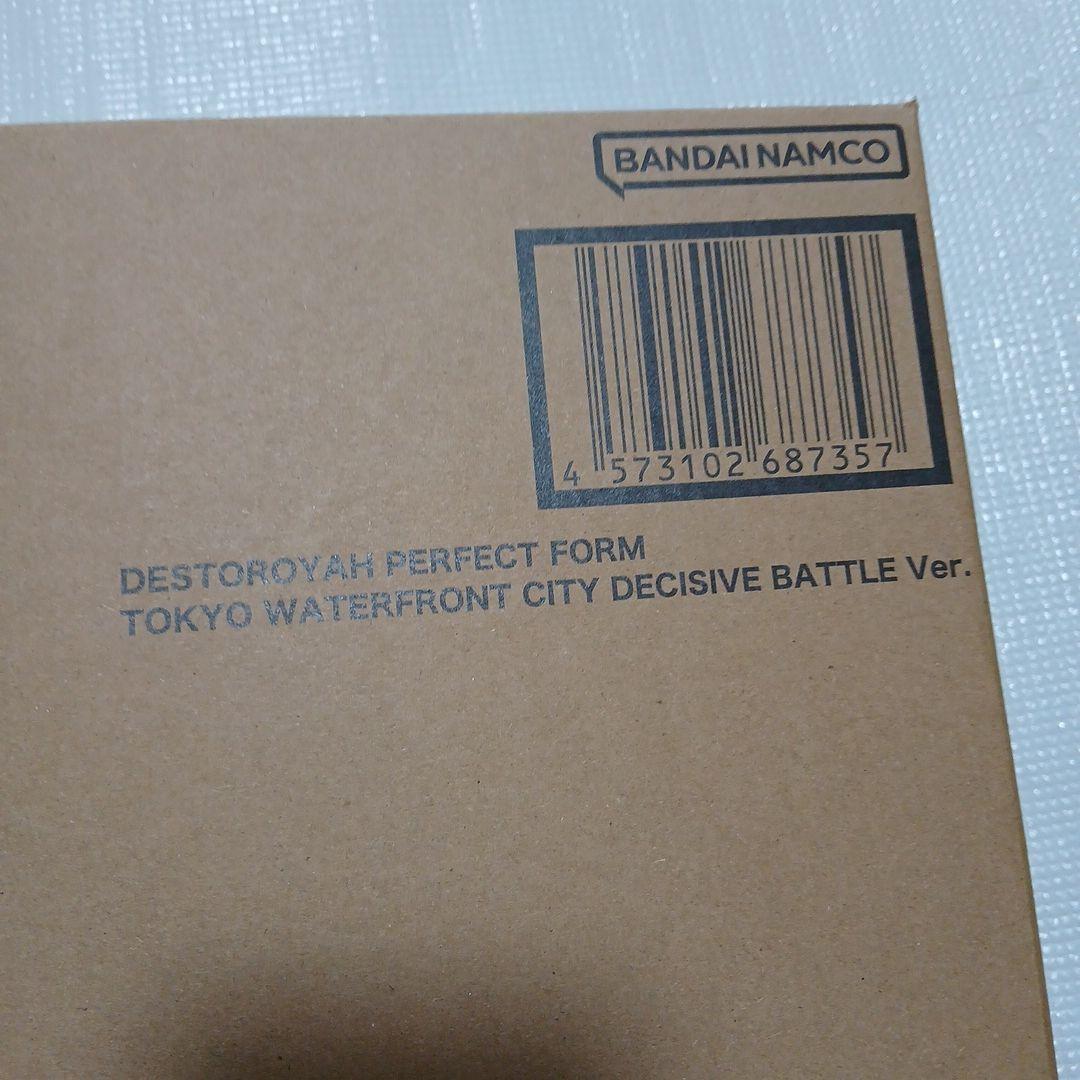 BANDAI NAMCO
4 573102 687357
DESTOROYAH PERFECT FORM
TOKYO WATERFRONT CITY DECISIVE BATTLE Ver.